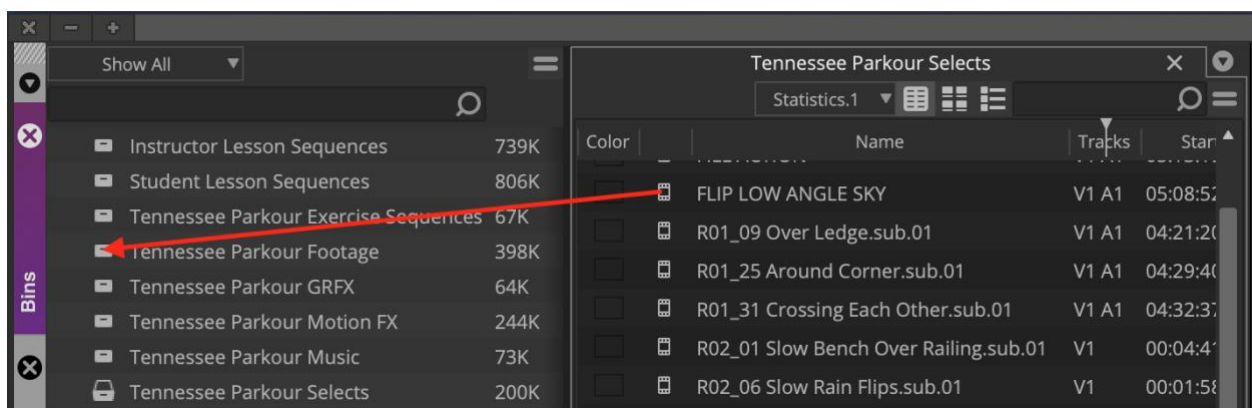 Show All
Tennessee Parkour Selects
Statistics.1
Bins
Instructor Lesson Sequences 739K
Student Lesson Sequences 806K
Tennessee Parkour Exercise Sequences 67K
Tennessee Parkour Footage 398K
Tennessee Parkour GRFX 64K
Tennessee Parkour Motion FX 244K
Tennessee Parkour Music 73K
Tennessee Parkour Selects 200K
Color Name Tracks Start
FLIP LOW ANGLE SKY V1 A1 05:08:52
R01_09 Over Ledge.sub.01 V1 A1 04:21:20
R01_25 Around Corner.sub.01 V1 A1 04:29:40
R01_31 Crossing Each Other.sub.01 V1 A1 04:32:37
R02_01 Slow Bench Over Railing.sub.01 V1 00:04:41
R02_06 Slow Rain Flips.sub.01 V1 00:01:58